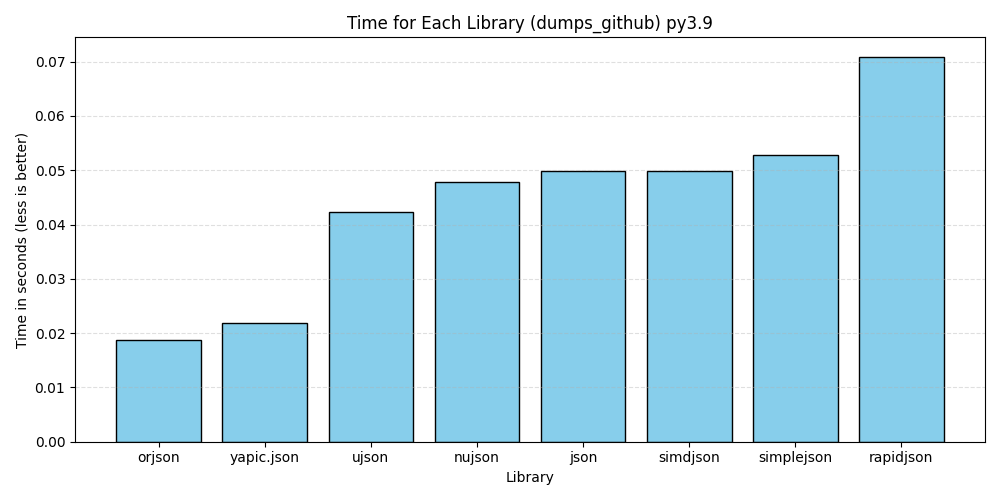 Time for Each Library (dumps_github) py3.9
Time in seconds (less is better)
0.07
0.06
0.05
0.04
0.03
0.02
0.01
0.00
orjson yapic.json ujson nujson json simdjson simplejson rapidjson
Library